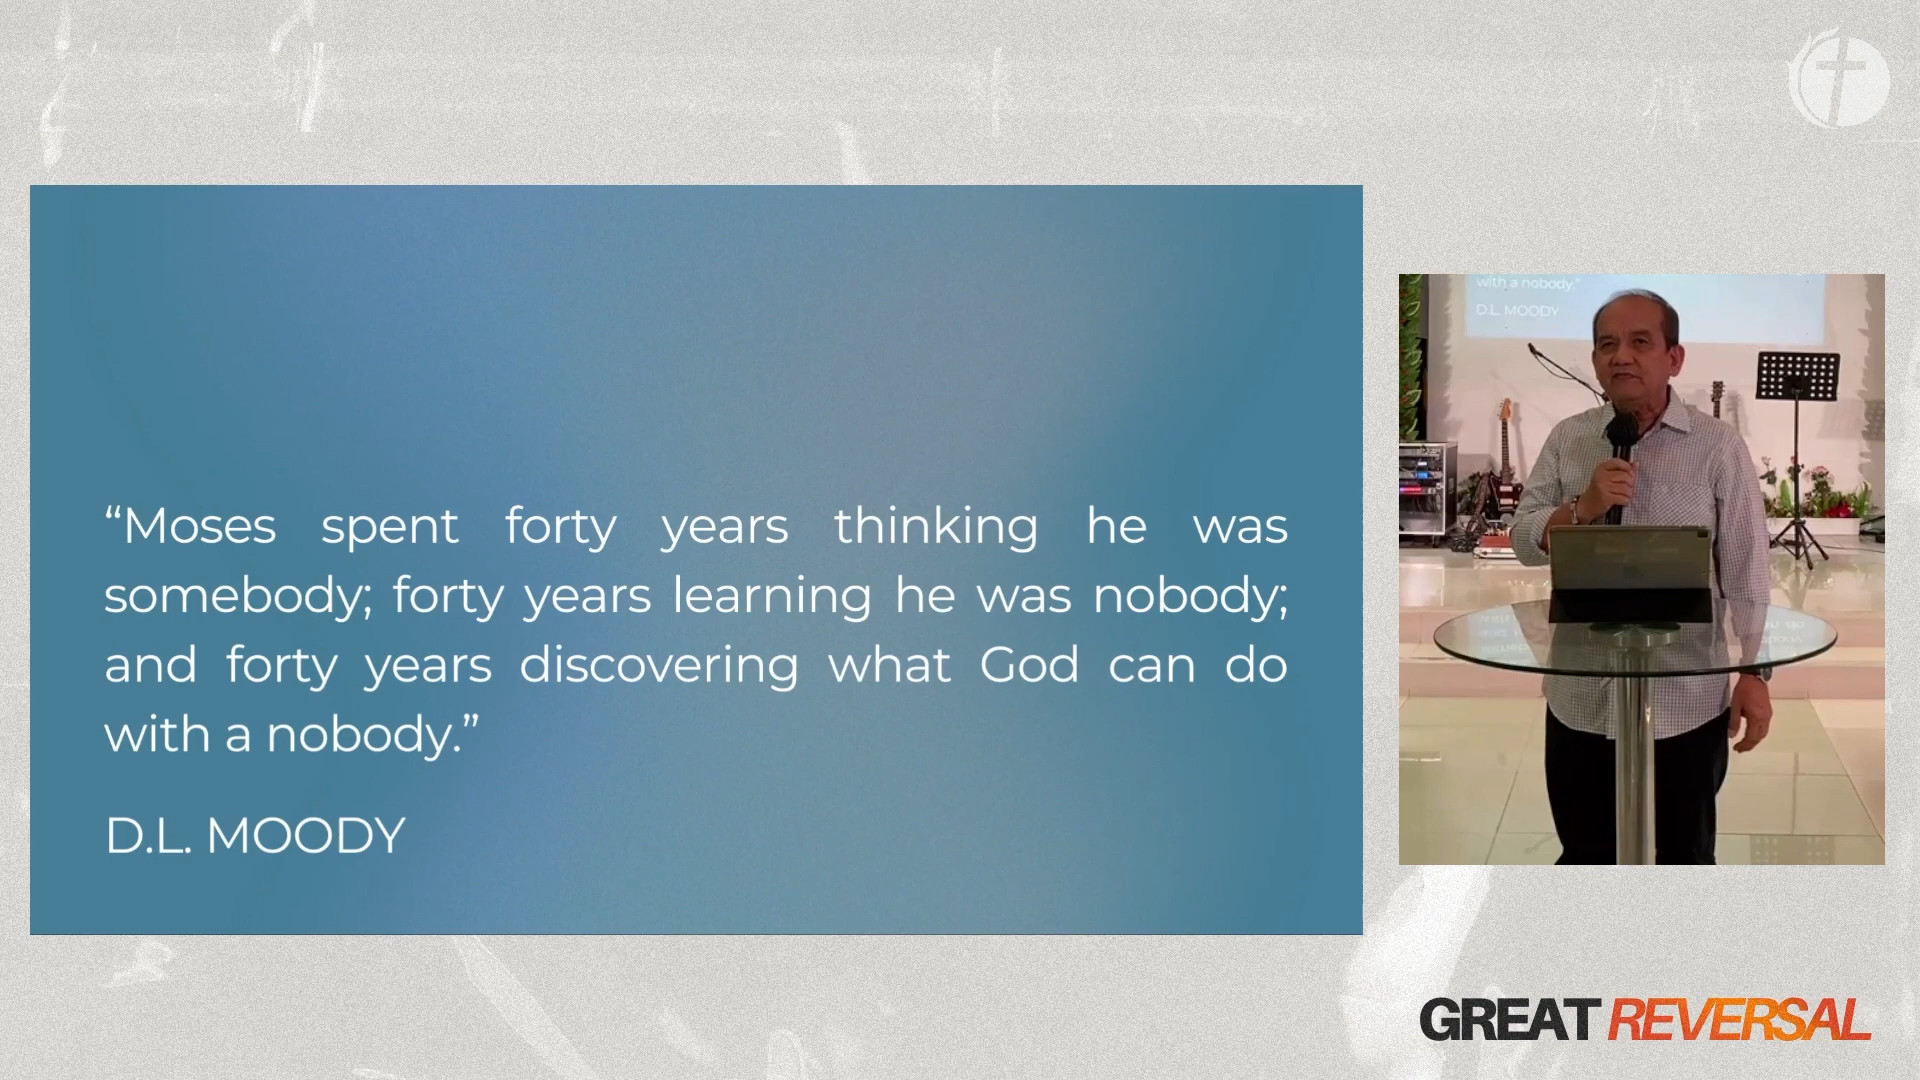 “Moses spent forty years thinking he was
somebody; forty years learning he was nobody;
and forty years discovering what God can do
with a nobody.”
D.L. MOODY
with a nobody.”
D.L. MOODY
GREAT REVERSAL